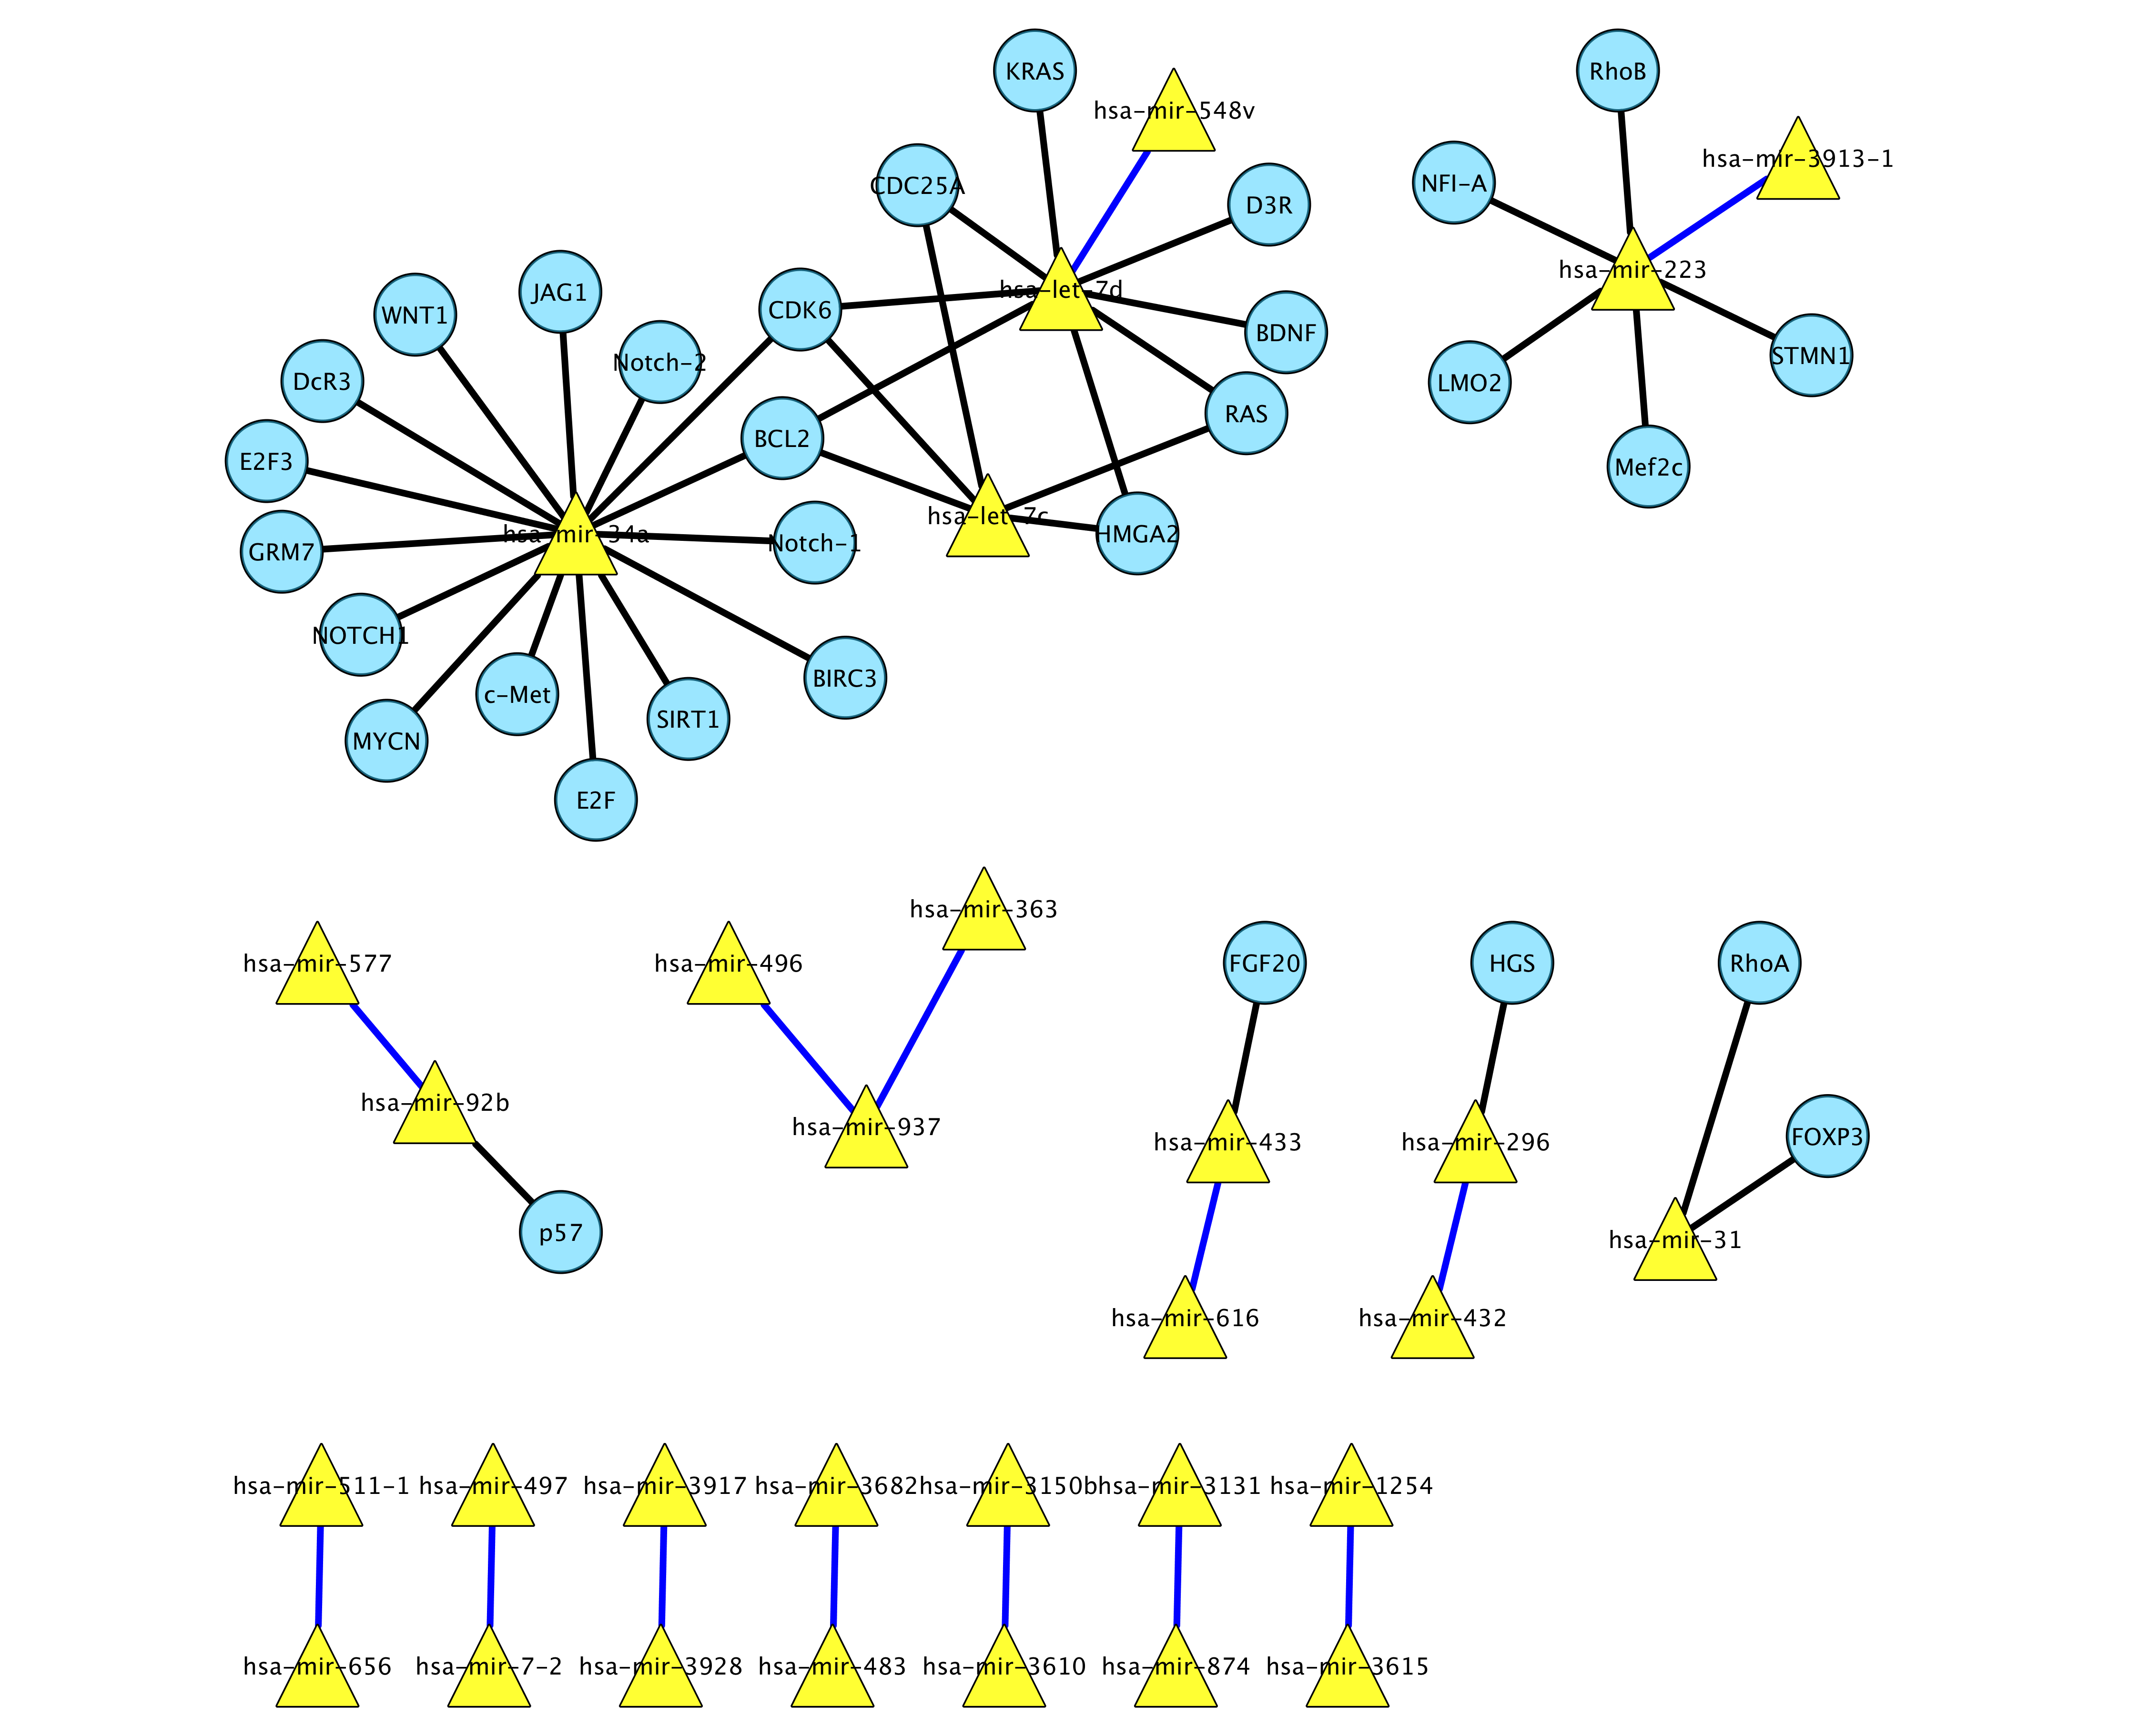 KRAS
RhoB
hsa-mir-548v
hsa-mir-3913-1
CDC25A
NFI-A
D3R
hsa-mir-223
JAG1
hsa-let-7d
WNT1
CDK6
BDNF
Notch-2
STMN1
DcR3
LMO2
RAS
BCL2
E2F3
Mef2c
hsa-let-7c
hsa-mir-34a
HMGA2
Notch-1
GRM7
NOTCH1
BIRC3
c-Met
SIRT1
MYCN
E2F
hsa-mir-363
hsa-mir-577
hsa-mir-496
FGF20
HGS
RhoA
hsa-mir-92b
hsa-mir-937
hsa-mir-433
hsa-mir-296
FOXP3
p57
hsa-mir-31
hsa-mir-616
hsa-mir-432
hsa-mir-511-1
hsa-mir-497
hsa-mir-3917
hsa-mir-3682
hsa-mir-3150b
hsa-mir-3131
hsa-mir-1254
hsa-mir-656
hsa-mir-7-2
hsa-mir-3928
hsa-mir-483
hsa-mir-3610
hsa-mir-874
hsa-mir-3615